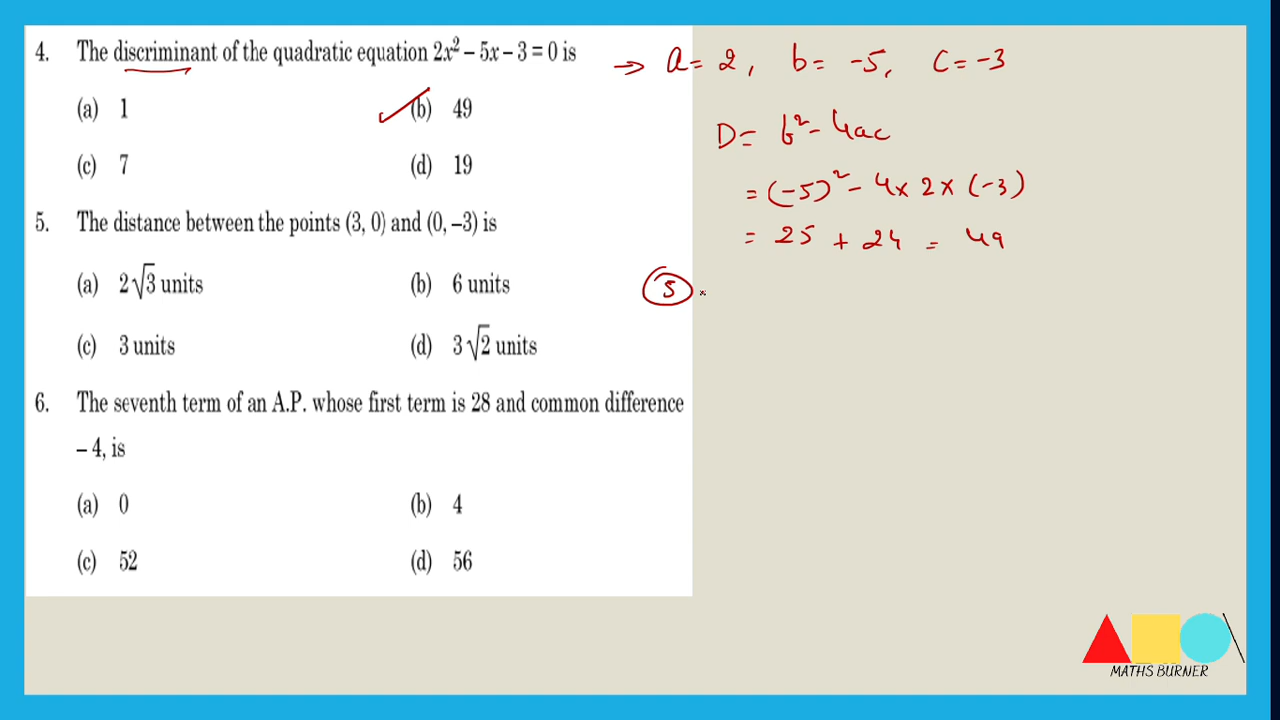 4. The discriminant of the quadratic equation 2x² – 5x – 3 = 0 is
(a) 1 (b) 49
(c) 7 (d) 19
5. The distance between the points (3, 0) and (0, –3) is
(a) 2√3 units (b) 6 units
(c) 3 units (d) 3√2 units
6. The seventh term of an A.P. whose first term is 28 and common difference
– 4, is
(a) 0 (b) 4
(c) 52 (d) 56
→ a = 2, b = -5, c = -3
D = b² - 4ac
= (-5)² - 4 × 2 × (-3)
= 25 + 24 = 49
5
MATHS BURNER